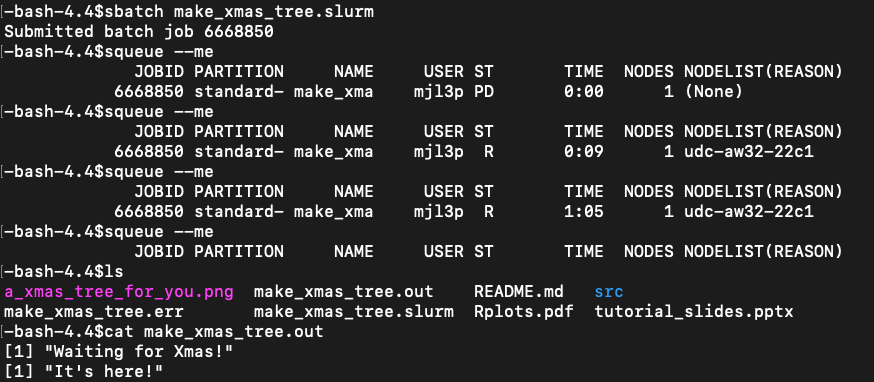 [-bash-4.4$sbatch make_xmas_tree.slurm
Submitted batch job 6668850
[-bash-4.4$squeue --me
JOBID PARTITION NAME USER ST TIME NODES NODELIST(REASON)
6668850 standard- make_xma mjl3p PD 0:00 1 (None)
[-bash-4.4$squeue --me
JOBID PARTITION NAME USER ST TIME NODES NODELIST(REASON)
6668850 standard- make_xma mjl3p R 0:09 1 udc-aw32-22c1
[-bash-4.4$squeue --me
JOBID PARTITION NAME USER ST TIME NODES NODELIST(REASON)
6668850 standard- make_xma mjl3p R 1:05 1 udc-aw32-22c1
[-bash-4.4$squeue --me
JOBID PARTITION NAME USER ST TIME NODES NODELIST(REASON)
[-bash-4.4$ls
a_xmas_tree_for_you.png make_xmas_tree.out README.md src
make_xmas_tree.err make_xmas_tree.slurm Rplots.pdf tutorial_slides.pptx
[-bash-4.4$cat make_xmas_tree.out
[1] "Waiting for Xmas!"
[1] "It's here!"